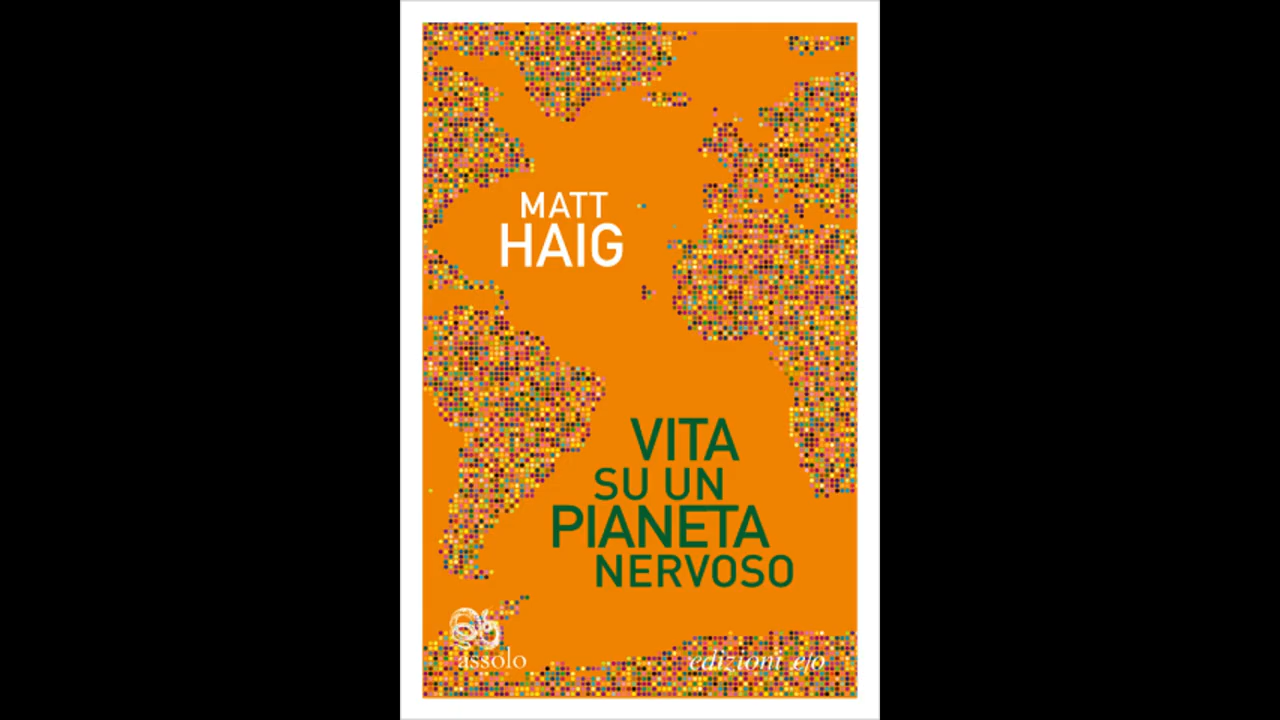 MATT
HAIG
VITA
SU UN
PIANETA
NERVOSO
assolo
edizioni e/o